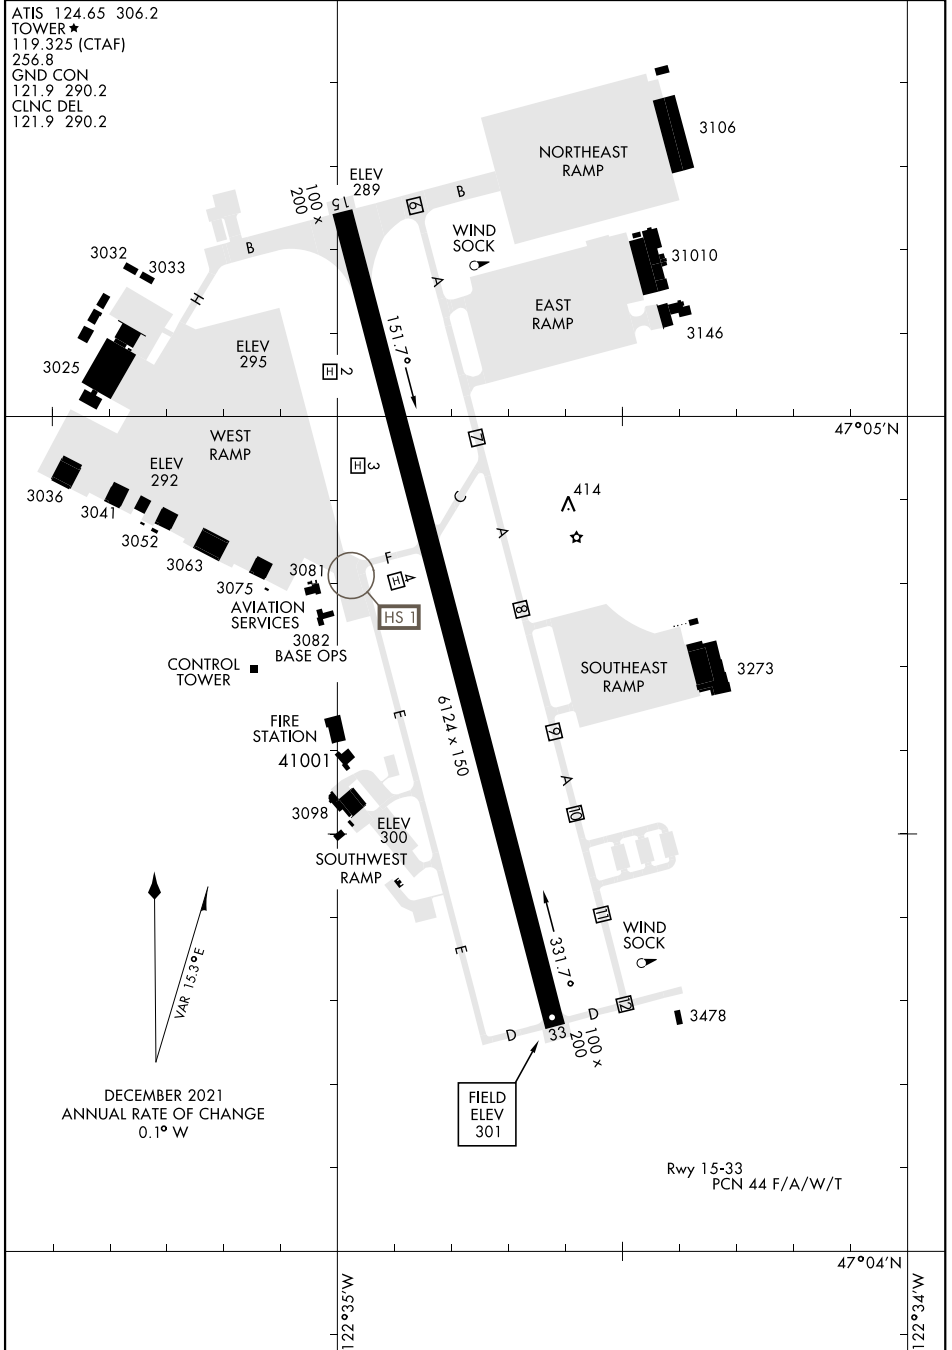 ATIS 124.65 306.2
TOWER★
119.325 (CTAF)
256.8
GND CON
121.9 290.2
CLNC DEL
121.9 290.2
3106
NORTHEAST
RAMP
ELEV
289
100 x
200
15
B
6
B
WIND
SOCK
3032
3033
31010
A
H
EAST
RAMP
151.7°
3146
ELEV
295
3025
H 2
47°05'N
WEST
RAMP
7
ELEV
292
H 3
3036
C
414
3041
A
3052
3063
F
3081
3075
H 4
8
AVIATION
SERVICES
HS 1
3082
BASE OPS
CONTROL
TOWER
SOUTHEAST
RAMP
3273
E
6124 x 150
FIRE
STATION
9
41001
A
3098
10
ELEV
300
SOUTHWEST
RAMP
11
WIND
SOCK
E
331.7°
VAR 15.3°E
12
D
3478
D
33
100 x
200
DECEMBER 2021
ANNUAL RATE OF CHANGE
0.1° W
FIELD
ELEV
301
Rwy 15-33
PCN 44 F/A/W/T
47°04'N
122°35'W
122°34'W